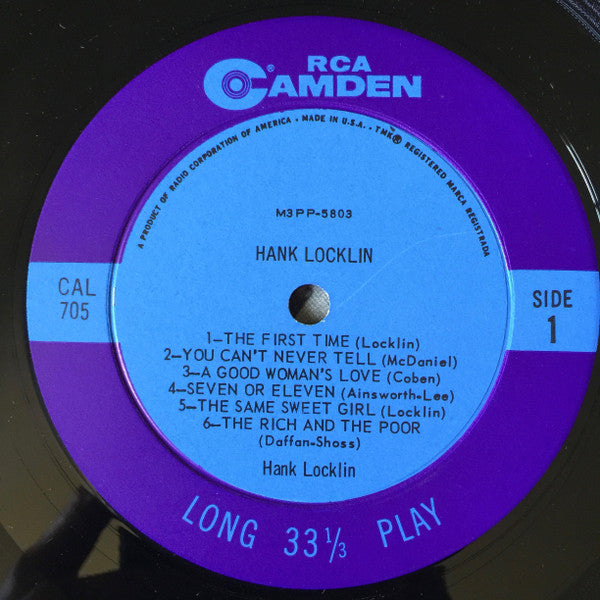 RCA
CAMDEN®
A PRODUCT OF RADIO CORPORATION OF AMERICA • MADE IN U.S.A. • TMK® REGISTERED MARCA REGISTRADA
M3PP-5803
HANK LOCKLIN
CAL
705
SIDE
1
1—THE FIRST TIME (Locklin)
2—YOU CAN'T NEVER TELL (McDaniel)
3—A GOOD WOMAN'S LOVE (Coben)
4—SEVEN OR ELEVEN (Ainsworth-Lee)
5—THE SAME SWEET GIRL (Locklin)
6—THE RICH AND THE POOR
(Daffan-Shoss)
Hank Locklin
LONG 33⅓ PLAY